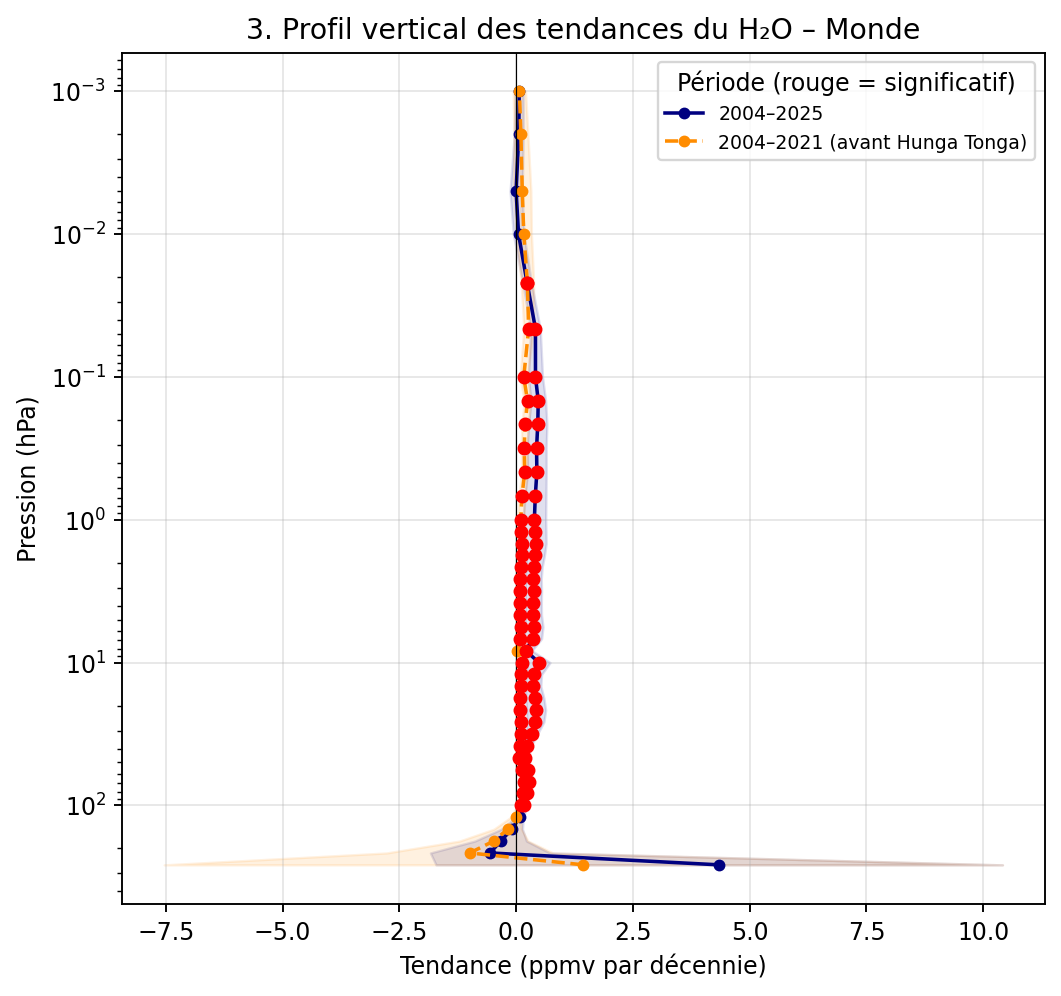 3. Profil vertical des tendances du H₂O – Monde
Période (rouge = significatif)
2004–2025
2004–2021 (avant Hunga Tonga)
Pression (hPa)
10⁻³
10⁻²
10⁻¹
10⁰
10¹
10²
−7.5 −5.0 −2.5 0.0 2.5 5.0 7.5 10.0
Tendance (ppmv par décennie)